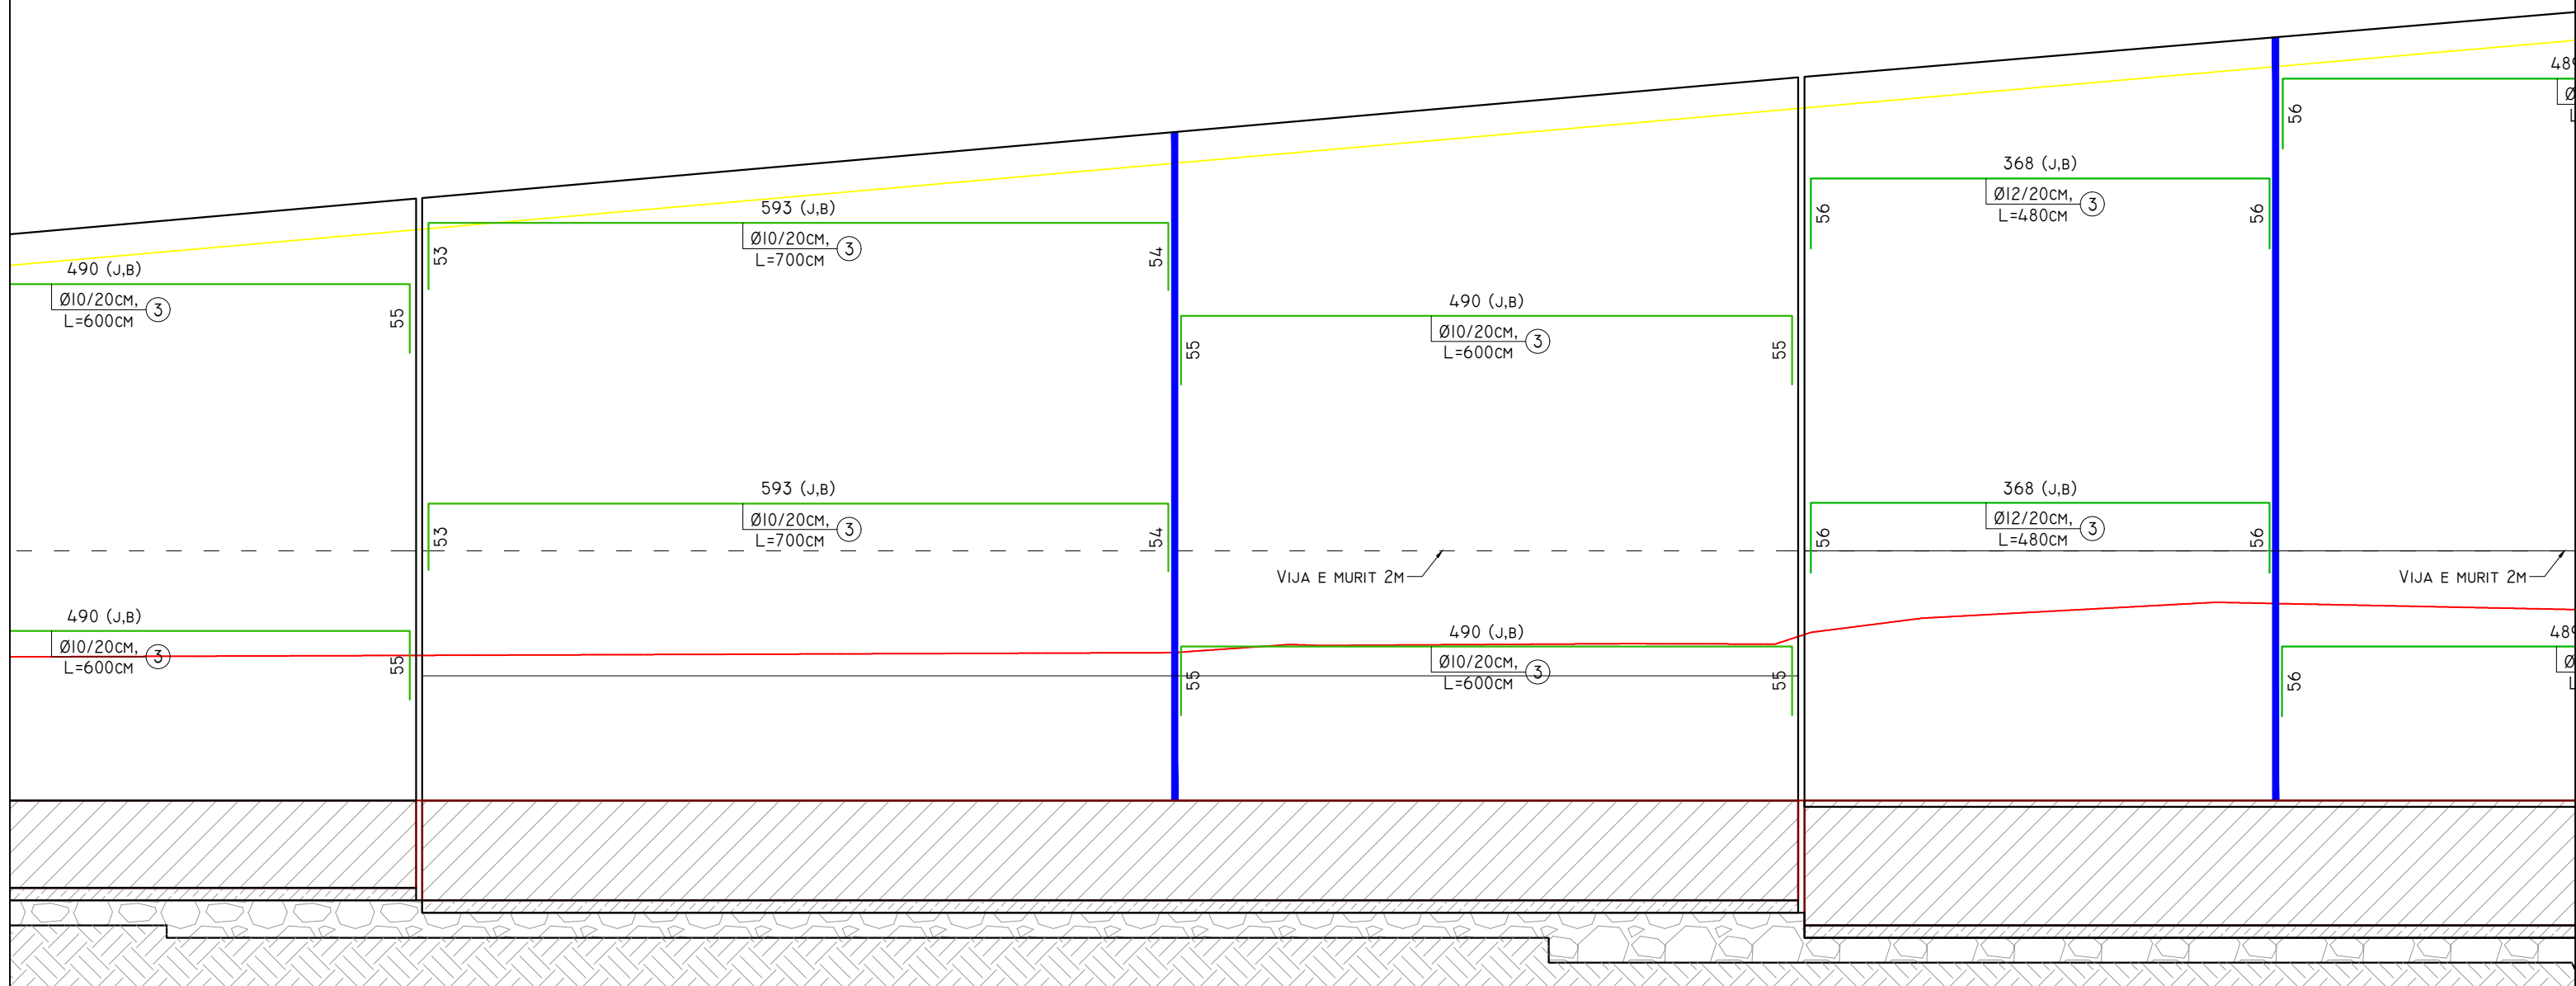 489
Ø
L
56
368 (J,B)
Ø12/20CM,
L=480CM
3
56
56
593 (J,B)
Ø10/20CM,
L=700CM
3
53
54
490 (J,B)
Ø10/20CM,
L=600CM
3
55
490 (J,B)
Ø10/20CM,
L=600CM
3
55
55
593 (J,B)
Ø10/20CM,
L=700CM
3
53
54
368 (J,B)
Ø12/20CM,
L=480CM
3
56
56
VIJA E MURIT 2M
VIJA E MURIT 2M
490 (J,B)
Ø10/20CM,
L=600CM
3
55
490 (J,B)
Ø10/20CM,
L=600CM
3
55
55
489
Ø
L
56